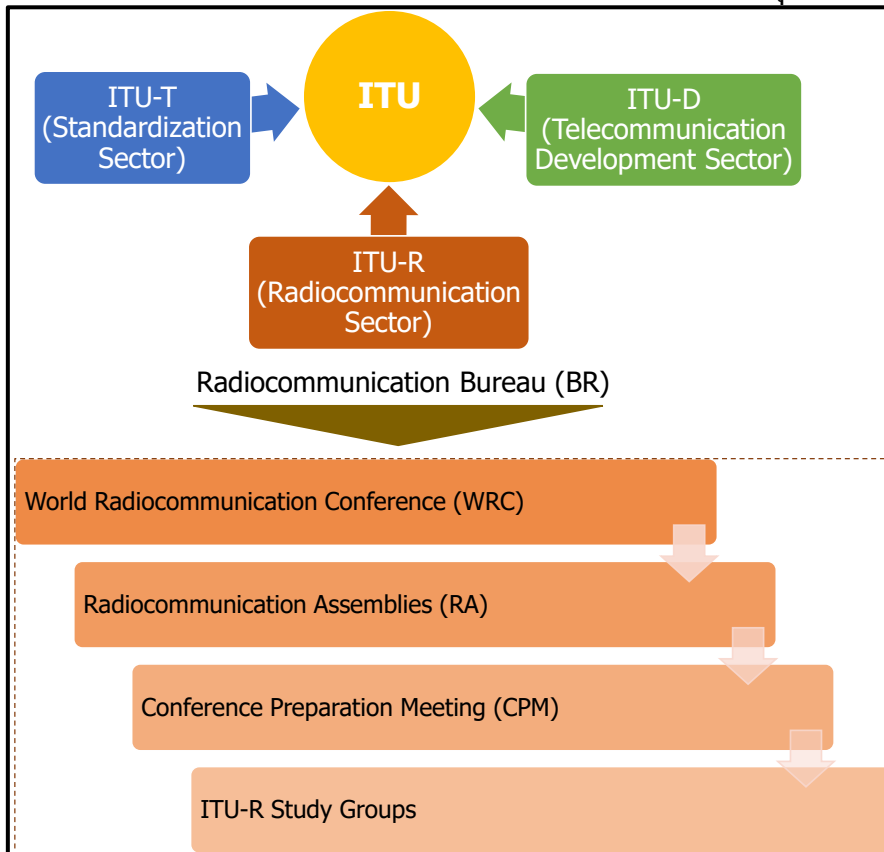 ITU
ITU-T
(Standardization
Sector)
ITU-D
(Telecommunication
Development Sector)
ITU-R
(Radiocommunication
Sector)
Radiocommunication Bureau (BR)
World Radiocommunication Conference (WRC)
Radiocommunication Assemblies (RA)
Conference Preparation Meeting (CPM)
ITU-R Study Groups